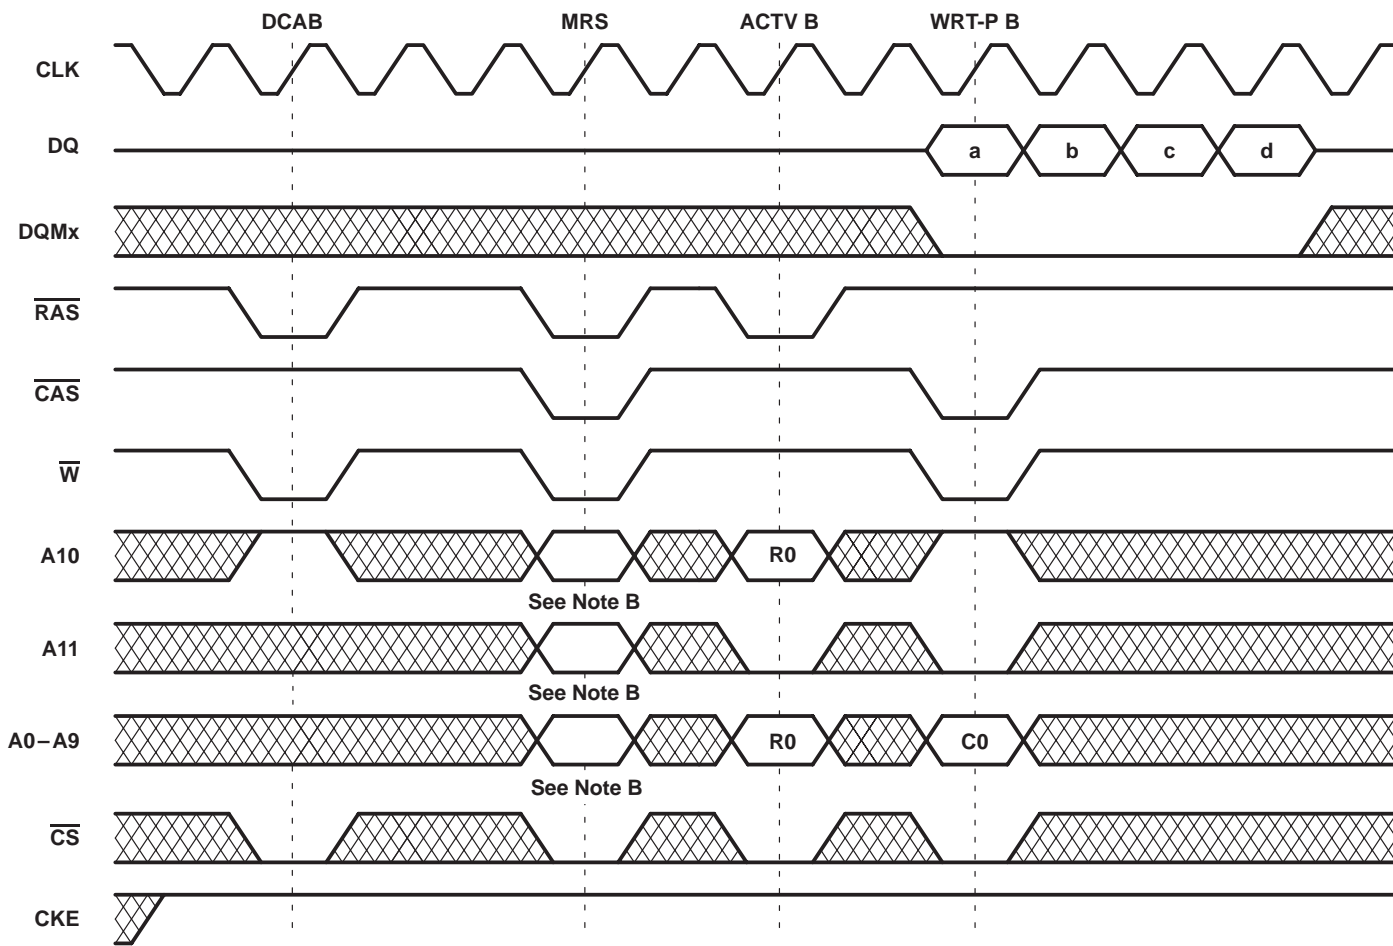 DCAB MRS ACTV B WRT-P B
CLK
DQ a b c d
DQMx
RAS
CAS
W
A10 R0
See Note B
A11
See Note B
A0–A9 R0 C0
See Note B
CS
CKE